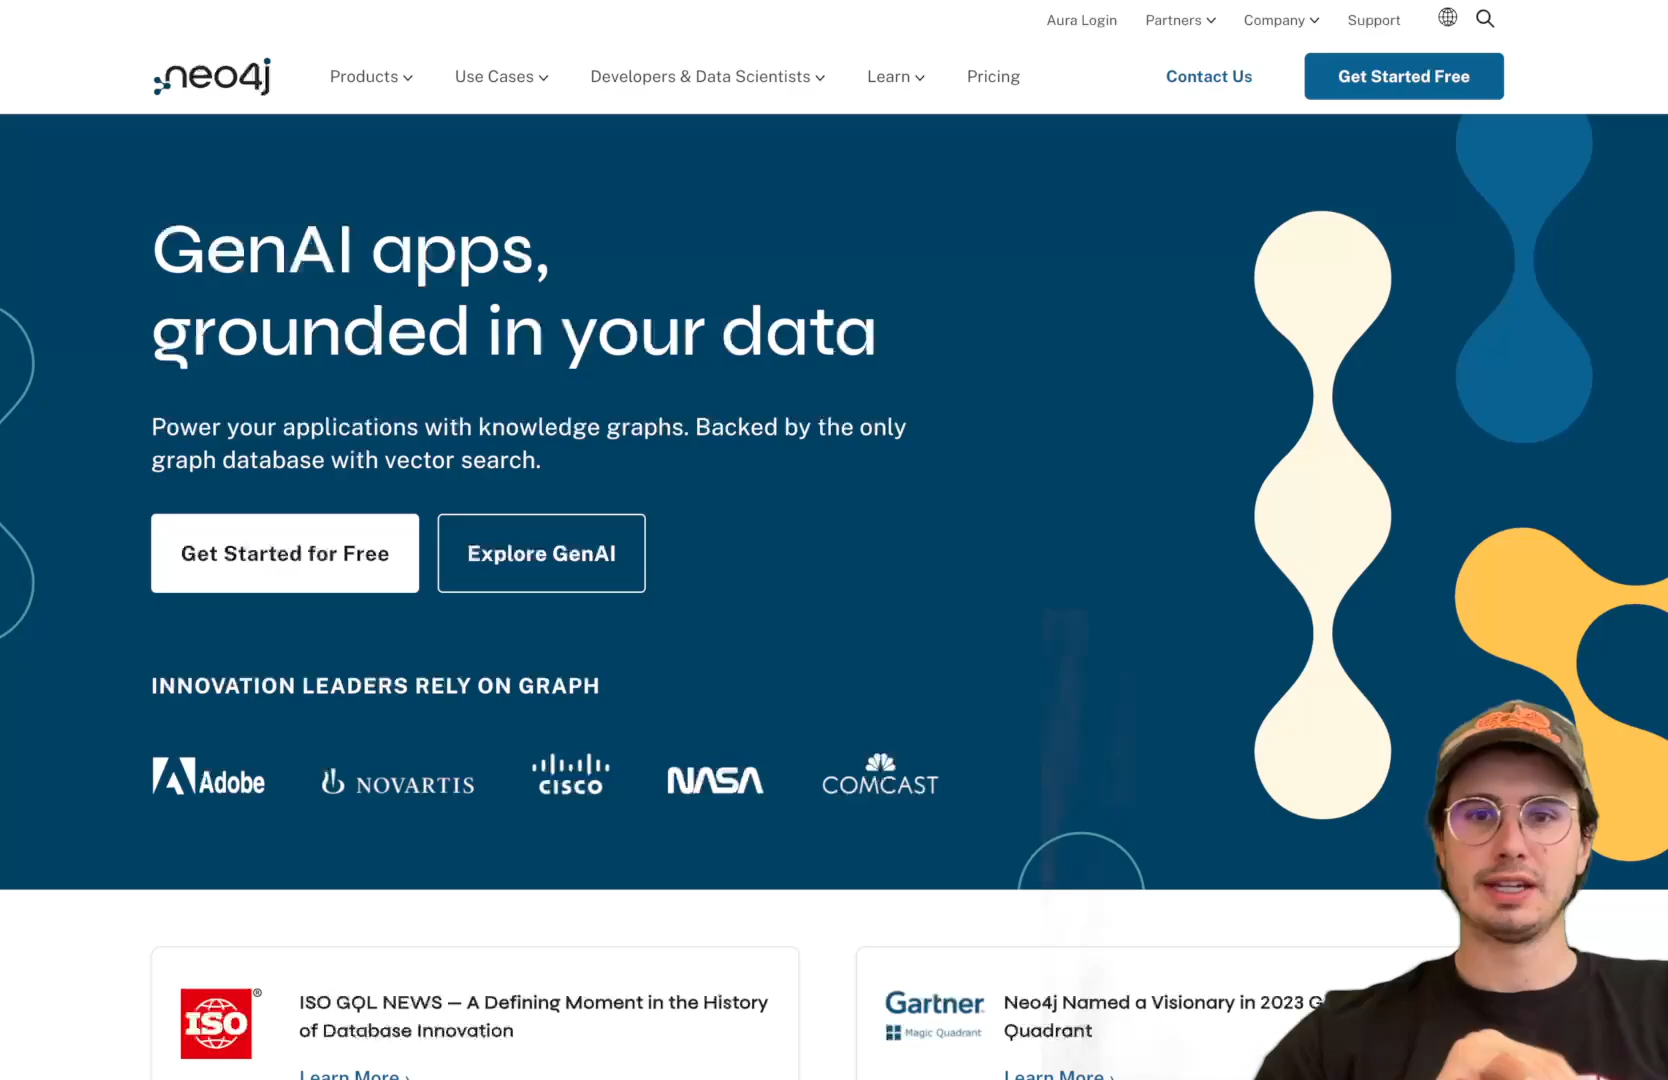 Aura Login Partners Company Support
neo4j Products Use Cases Developers & Data Scientists Learn Pricing Contact Us Get Started Free
GenAI apps,
grounded in your data
Power your applications with knowledge graphs. Backed by the only
graph database with vector search.
Get Started for Free Explore GenAI
INNOVATION LEADERS RELY ON GRAPH
Adobe NOVARTIS CISCO NASA COMCAST
ISO® ISO GQL NEWS — A Defining Moment in the History
of Database Innovation
Learn More ›
Gartner Neo4j Named a Visionary in 2023 G
Magic Quadrant Quadrant
Learn More ›